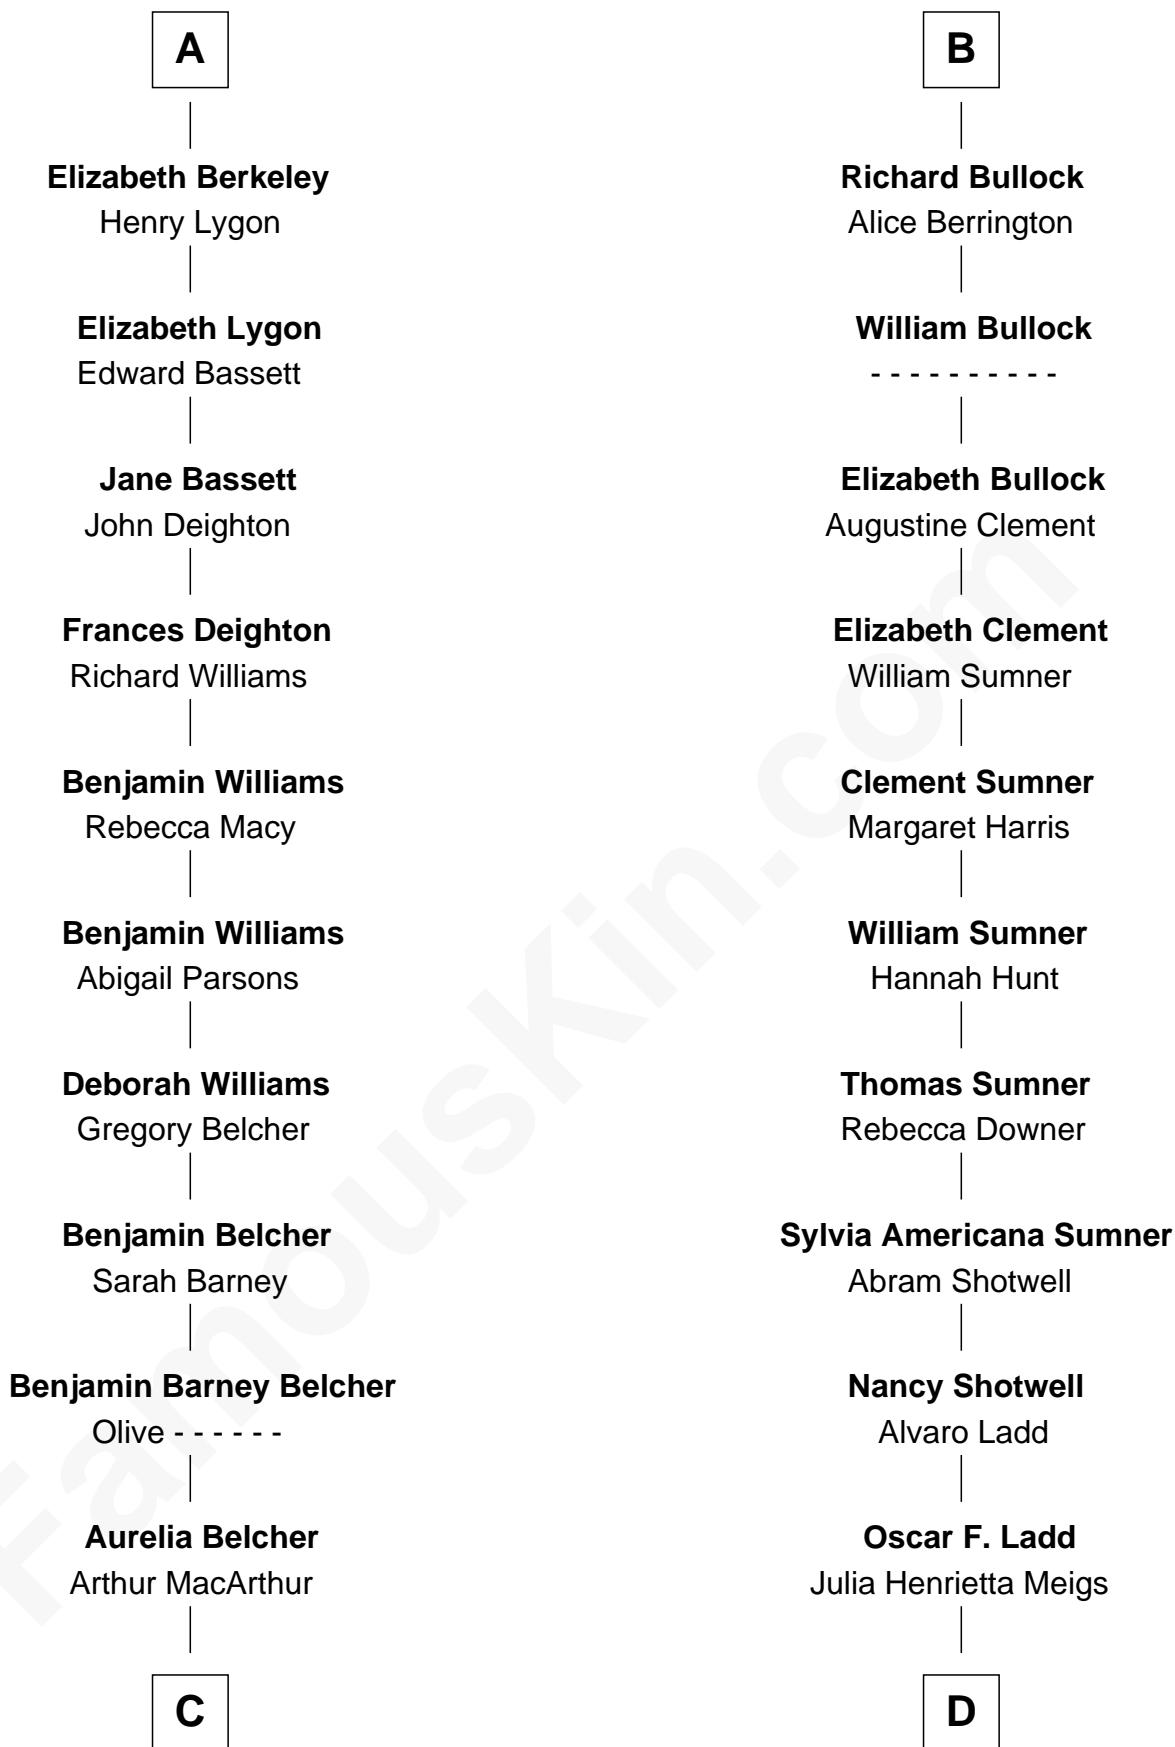 A
Elizabeth Berkeley
Henry Lygon
Elizabeth Lygon
Edward Bassett
Jane Bassett
John Deighton
Frances Deighton
Richard Williams
Benjamin Williams
Rebecca Macy
Benjamin Williams
Abigail Parsons
Deborah Williams
Gregory Belcher
Benjamin Belcher
Sarah Barney
Benjamin Barney Belcher
Olive - - - - - -
Aurelia Belcher
Arthur MacArthur
C
B
Richard Bullock
Alice Berrington
William Bullock
- - - - - - - - - -
Elizabeth Bullock
Augustine Clement
Elizabeth Clement
William Sumner
Clement Sumner
Margaret Harris
William Sumner
Hannah Hunt
Thomas Sumner
Rebecca Downer
Sylvia Americana Sumner
Abram Shotwell
Nancy Shotwell
Alvaro Ladd
Oscar F. Ladd
Julia Henrietta Meigs
D
FamousKin.com